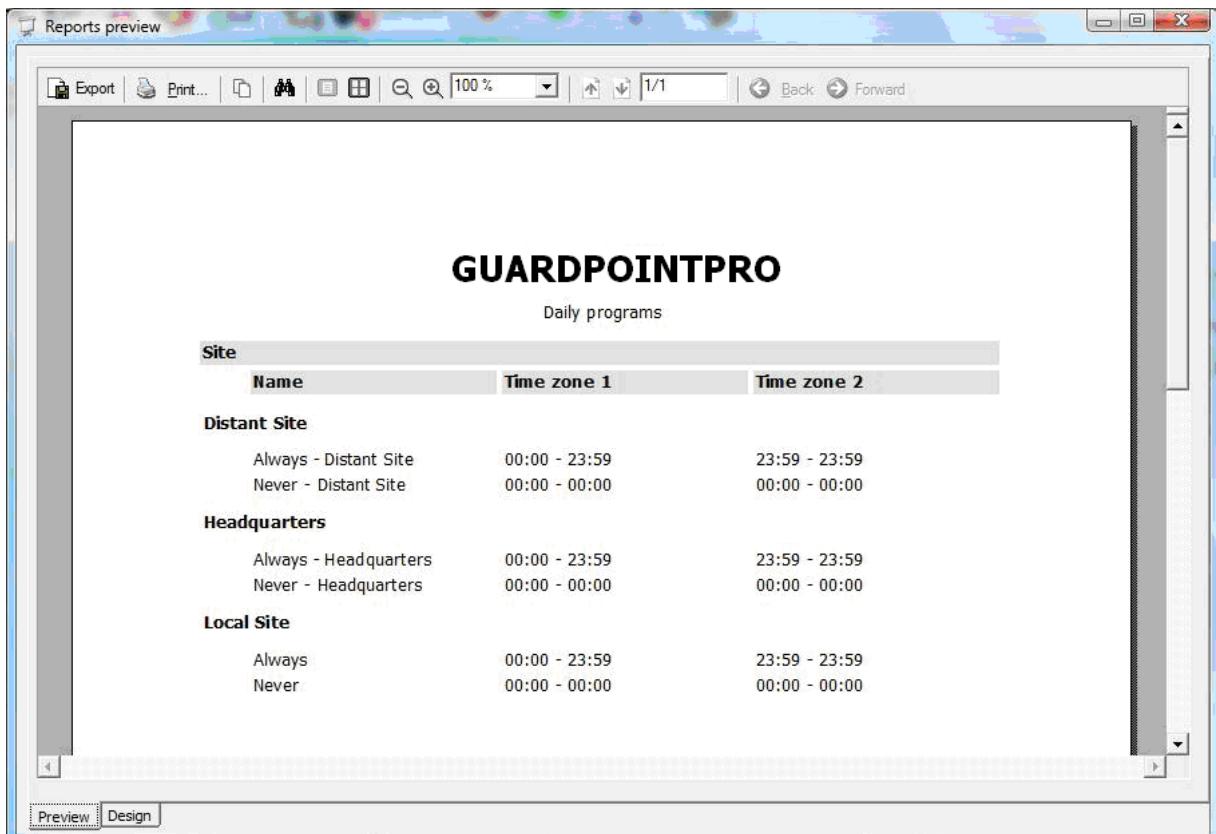 Reports preview
Export Print... 100 % 1/1 Back Forward
GUARDPOINTPRO
Daily programs
Site
Name Time zone 1 Time zone 2
Distant Site
Always - Distant Site 00:00 - 23:59 23:59 - 23:59
Never - Distant Site 00:00 - 00:00 00:00 - 00:00
Headquarters
Always - Headquarters 00:00 - 23:59 23:59 - 23:59
Never - Headquarters 00:00 - 00:00 00:00 - 00:00
Local Site
Always 00:00 - 23:59 23:59 - 23:59
Never 00:00 - 00:00 00:00 - 00:00
Preview Design